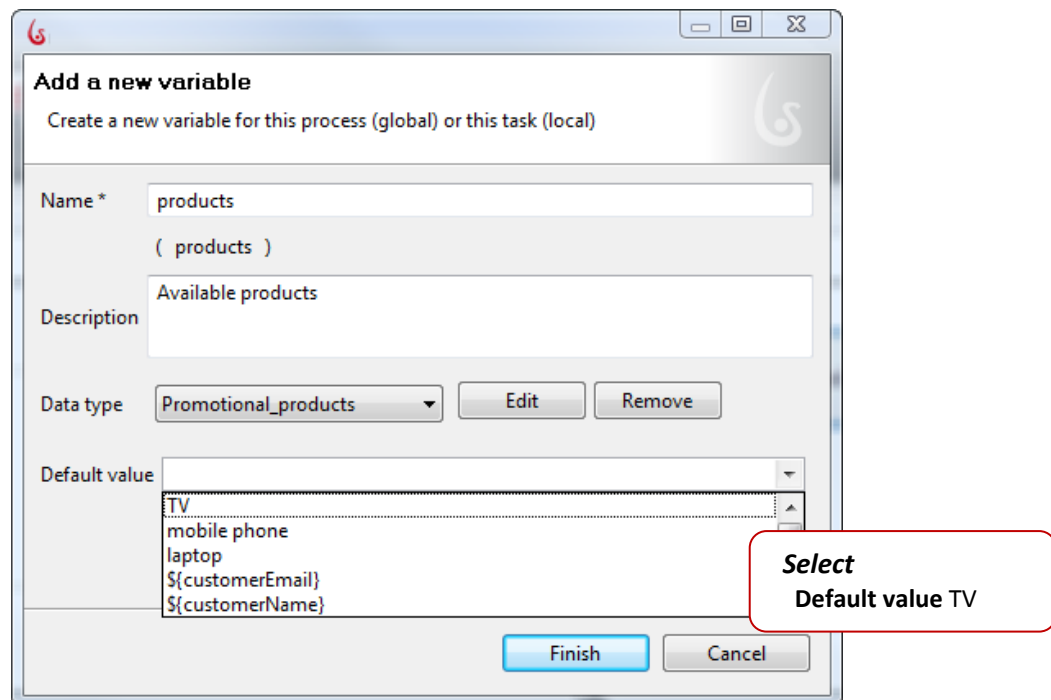 Add a new variable
Create a new variable for this process (global) or this task (local)
Name * products
( products )
Description Available products
Data type Promotional_products Edit Remove
Default value
TV
mobile phone
laptop
${customerEmail}
${customerName}
Select
Default value TV
Finish Cancel